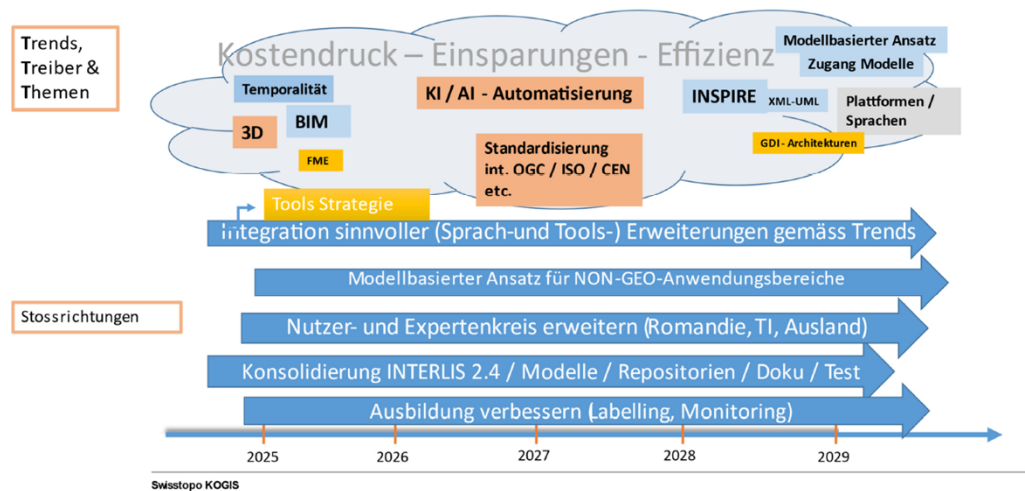 Trends,
Treiber &
Themen
Kostendruck – Einsparungen - Effizienz
Modellbasierter Ansatz
Zugang Modelle
Temporalität
KI / AI - Automatisierung
INSPIRE
XML-UML
Plattformen /
Sprachen
3D
BIM
FME
Standardisierung
int. OGC / ISO / CEN
etc.
GDI - Architekturen
Tools Strategie
Integration sinnvoller (Sprach-und Tools-) Erweiterungen gemäss Trends
Modellbasierter Ansatz für NON-GEO-Anwendungsbereiche
Stossrichtungen
Nutzer- und Expertenkreis erweitern (Romandie, TI, Ausland)
Konsolidierung INTERLIS 2.4 / Modelle / Repositorien / Doku / Test
Ausbildung verbessern (Labelling, Monitoring)
2025 2026 2027 2028 2029
Swisstopo KOGIS